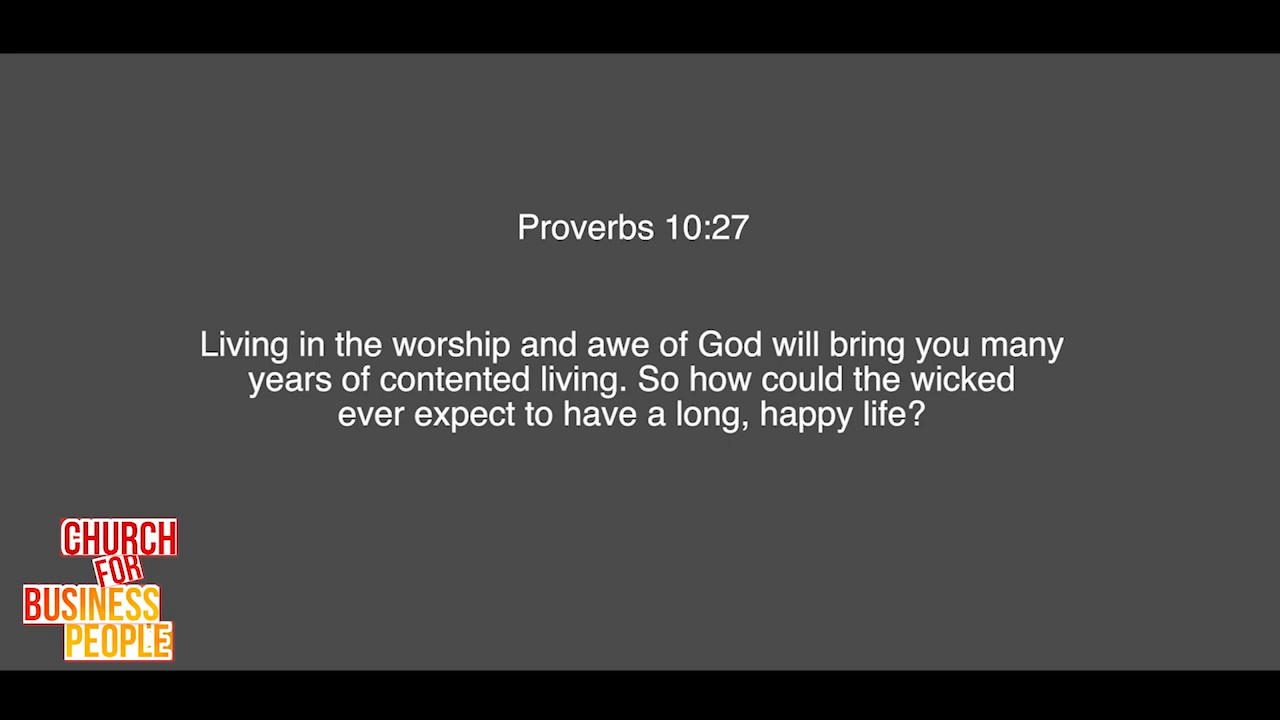 Proverbs 10:27
Living in the worship and awe of God will bring you many
years of contented living. So how could the wicked
ever expect to have a long, happy life?
CHURCH
FOR
BUSINESS
PEOPLE